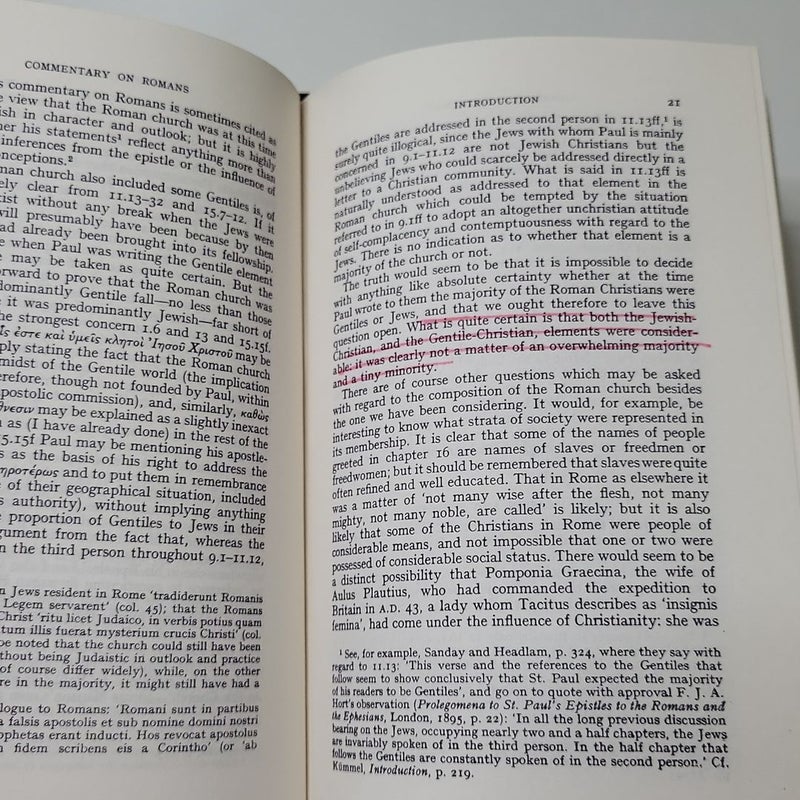 COMMENTARY ON ROMANS
s commentary on Romans is sometimes cited as
e view that the Roman church was at this time
ish in character and outlook; but it is highly
her his statements¹ reflect anything more than
inferences from the epistle or the influence of
onceptions.²
man church also included some Gentiles is, of
ely clear from 11.13–32 and 15.7–12. If it
xist without any break when the Jews were
will presumably have been because by then
ad already been brought into its fellowship.
e when Paul was writing the Gentile element
e may be taken as quite certain. But the
orward to prove that the Roman church was
dominantly Gentile fall—no less than those
t it was predominantly Jewish—far short of
he strongest concern 1.6 and 13 and 15.15f.
ἷς ἐστε καὶ ὑμεῖς κλητοὶ Ἰησοῦ Χριστοῦ may be
ply stating the fact that the Roman church
midst of the Gentile world (the implication
erefore, though not founded by Paul, within
apostolic commission), and, similarly, καθὼς
θνεσιν may be explained as a slightly inexact
n as (I have already done) in the rest of the
5.15f Paul may be mentioning his apostle-
s as the basis of his right to address the
ηροτέρως and to put them in remembrance
e of their geographical situation, included
s authority), without implying anything
e proportion of Gentiles to Jews in their
rgument from the fact that, whereas the
n the third person throughout 9.1–11.12,
n Jews resident in Rome 'tradiderunt Romanis
Legem servarent' (col. 45); that the Romans
Christ 'ritu licet Judaico, in verbis potius quam
tum illis fuerat mysterium crucis Christi' (col.
be noted that the church could still have been
without being Judaistic in outlook and practice
of course differ widely), while, on the other
re in the majority, it might still have had a
logue to Romans: 'Romani sunt in partibus
a falsis apostolis et sub nomine domini nostri
ophetas erant inducti. Hos revocat apostolus
m fidem scribens eis a Corintho' (or 'ab
INTRODUCTION 21
the Gentiles are addressed in the second person in 11.13ff,¹ is
surely quite illogical, since the Jews with whom Paul is mainly
concerned in 9.1–11.12 are not Jewish Christians but the
unbelieving Jews who could scarcely be addressed directly in a
letter to a Christian community. What is said in 11.13ff is
naturally understood as addressed to that element in the
Roman church which could be tempted by the situation
referred to in 9.1ff to adopt an altogether unchristian attitude
of self-complacency and contemptuousness with regard to the
Jews. There is no indication as to whether that element is a
majority of the church or not.
The truth would seem to be that it is impossible to decide
with anything like absolute certainty whether at the time
Paul wrote to them the majority of the Roman Christians were
Gentiles or Jews, and that we ought therefore to leave this
question open. What is quite certain is that both the Jewish-
Christian, and the Gentile-Christian, elements were consider-
able: it was clearly not a matter of an overwhelming majority
and a tiny minority.
There are of course other questions which may be asked
with regard to the composition of the Roman church besides
the one we have been considering. It would, for example, be
interesting to know what strata of society were represented in
its membership. It is clear that some of the names of people
greeted in chapter 16 are names of slaves or freedmen or
freedwomen; but it should be remembered that slaves were quite
often refined and well educated. That in Rome as elsewhere it
was a matter of 'not many wise after the flesh, not many
mighty, not many noble, are called' is likely; but it is also
likely that some of the Christians in Rome were people of
considerable means, and not impossible that one or two were
possessed of considerable social status. There would seem to be
a distinct possibility that Pomponia Graecina, the wife of
Aulus Plautius, who had commanded the expedition to
Britain in A.D. 43, a lady whom Tacitus describes as 'insignis
femina', had come under the influence of Christianity: she was
¹ See, for example, Sanday and Headlam, p. 324, where they say with
regard to 11.13: 'This verse and the references to the Gentiles that
follow seem to show conclusively that St. Paul expected the majority
of his readers to be Gentiles', and go on to quote with approval F. J. A.
Hort's observation (Prolegomena to St. Paul's Epistles to the Romans and
the Ephesians, London, 1895, p. 22): 'In all the long previous discussion
bearing on the Jews, occupying nearly two and a half chapters, the Jews
are invariably spoken of in the third person. In the half chapter that
follows the Gentiles are constantly spoken of in the second person.' Cf.
Kümmel, Introduction, p. 219.